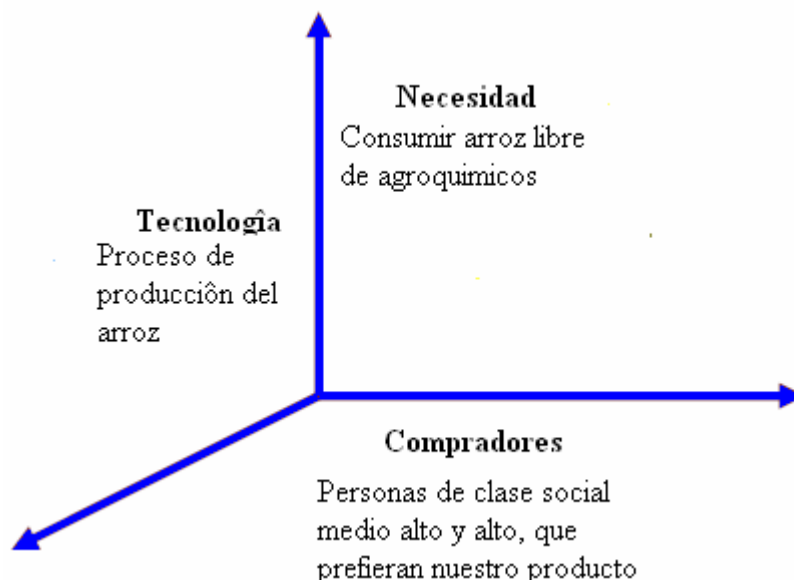 Necesidad
Consumir arroz libre
de agroquimicos
Tecnologîa
Proceso de
producciôn del
arroz
Compradores
Personas de clase social
medio alto y alto, que
prefieran nuestro producto